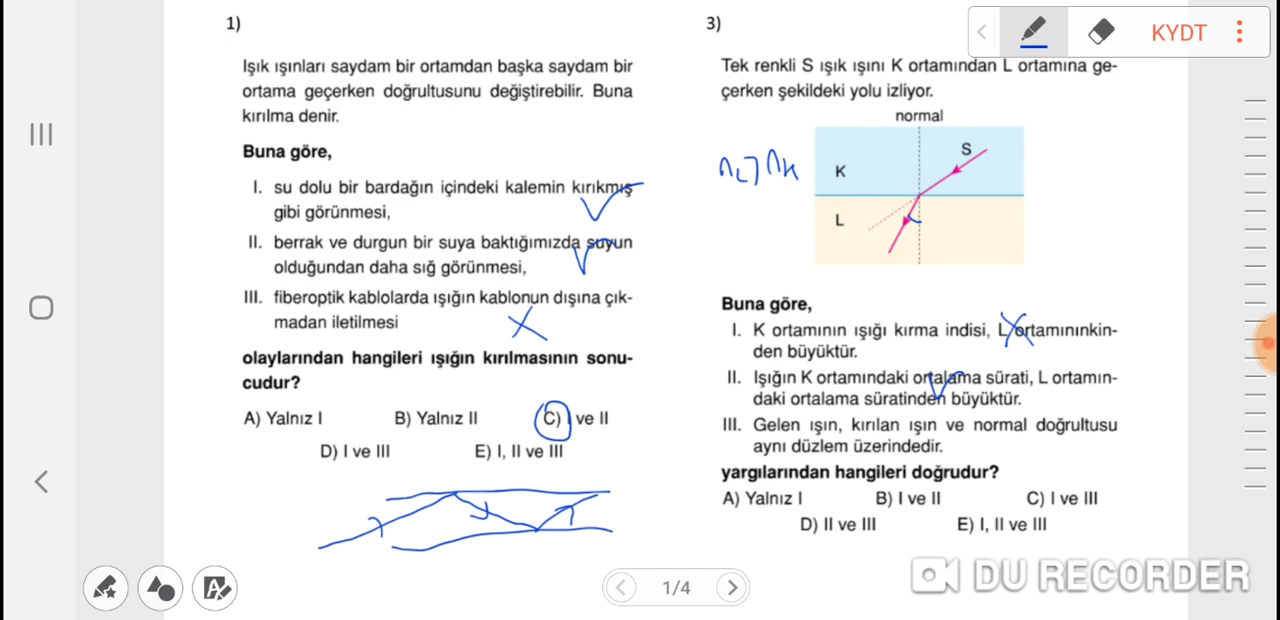 1)
Işık ışınları saydam bir ortamdan başka saydam bir
ortama geçerken doğrultusunu değiştirebilir. Buna
kırılma denir.
Buna göre,
I. su dolu bir bardağın içindeki kalemin kırıkmış
gibi görünmesi,
II. berrak ve durgun bir suya baktığımızda suyun
olduğundan daha sığ görünmesi,
III. fiberoptik kablolarda ışığın kablonun dışına çık-
madan iletilmesi
olaylarından hangileri ışığın kırılmasının sonu-
cudur?
A) Yalnız I B) Yalnız II C) I ve II
D) I ve III E) I, II ve III
3)
Tek renkli S ışık ışını K ortamından L ortamına ge-
çerken şekildeki yolu izliyor.
normal
S
K
L
nL > nK
Buna göre,
I. K ortamının ışığı kırma indisi, L ortamınınkin-
den büyüktür.
II. Işığın K ortamındaki ortalama sürati, L ortamın-
daki ortalama süratinden büyüktür.
III. Gelen ışın, kırılan ışın ve normal doğrultusu
aynı düzlem üzerindedir.
yargılarından hangileri doğrudur?
A) Yalnız I B) I ve II C) I ve III
D) II ve III E) I, II ve III
KYDT
1/4
DU RECORDER